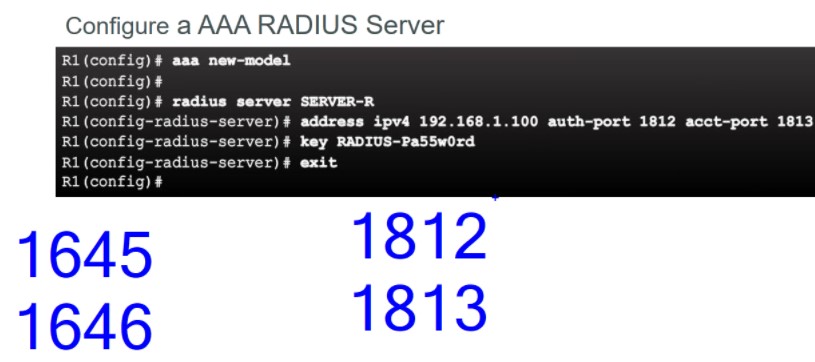 Configure a AAA RADIUS Server
R1(config)# aaa new-model
R1(config)#
R1(config)# radius server SERVER-R
R1(config-radius-server)# address ipv4 192.168.1.100 auth-port 1812 acct-port 1813
R1(config-radius-server)# key RADIUS-Pa55w0rd
R1(config-radius-server)# exit
R1(config)#
1645
1646
1812
1813